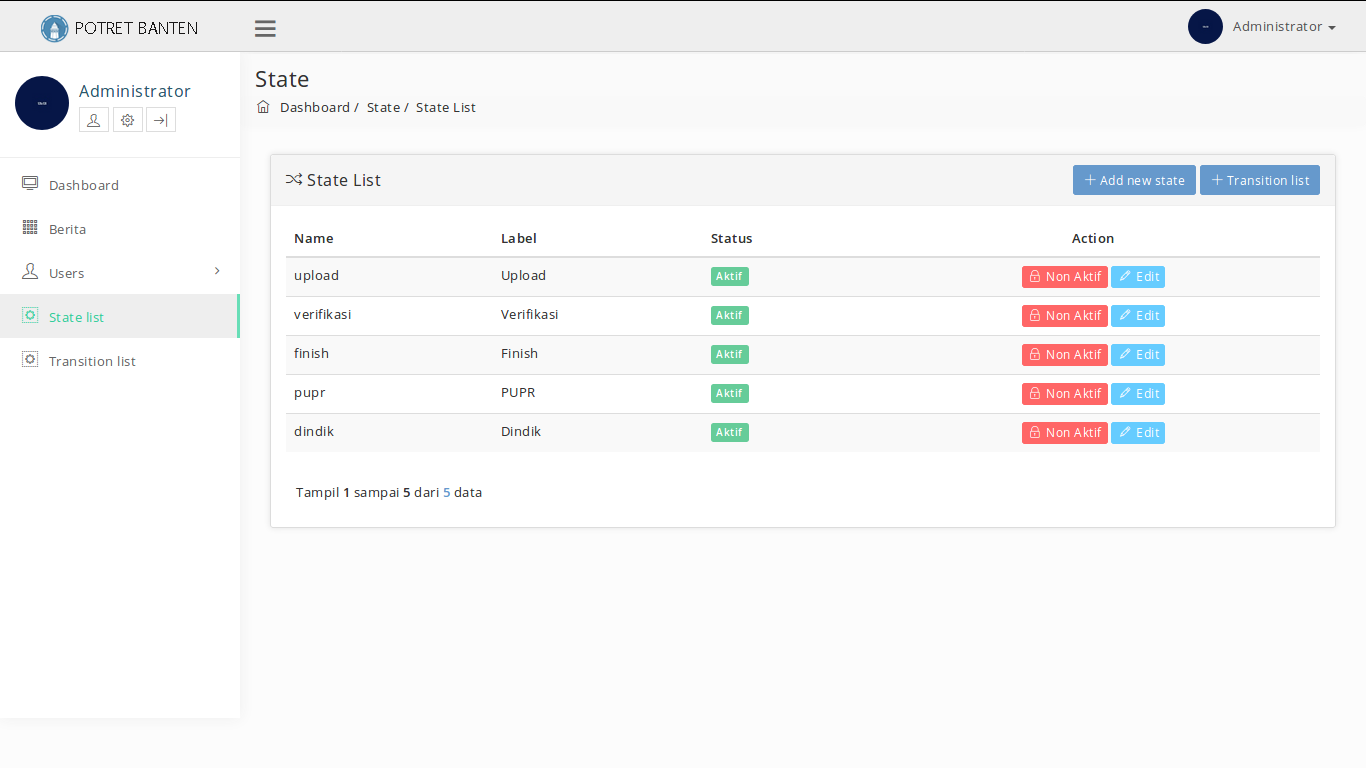 POTRET BANTEN
Administrator
Administrator
State
Dashboard / State / State List
Dashboard
Berita
Users
State list
Transition list
State List
Add new state
Transition list
Name Label Status Action
upload Upload Aktif Non Aktif Edit
verifikasi Verifikasi Aktif Non Aktif Edit
finish Finish Aktif Non Aktif Edit
pupr PUPR Aktif Non Aktif Edit
dindik Dindik Aktif Non Aktif Edit
Tampil 1 sampai 5 dari 5 data